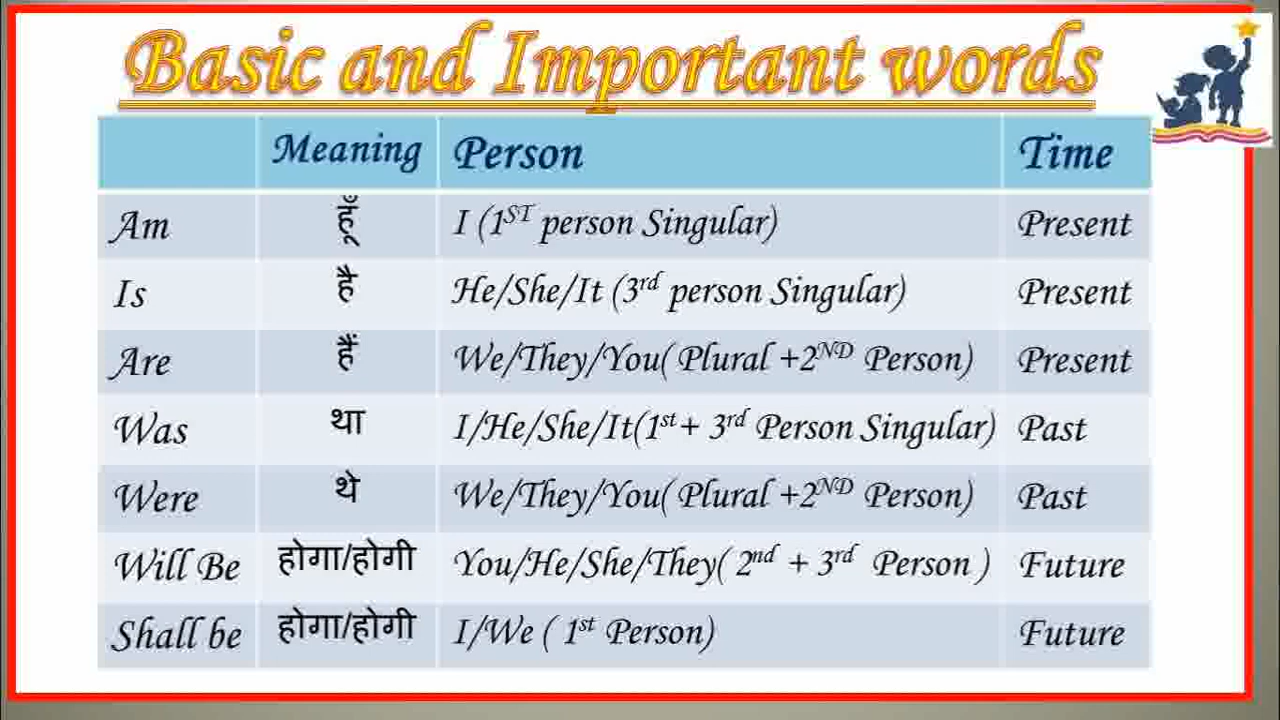 Basic and Important words
Meaning Person Time
Am हूँ I (1ST person Singular) Present
Is है He/She/It (3rd person Singular) Present
Are हैं We/They/You( Plural +2ND Person) Present
Was था I/He/She/It(1st+ 3rd Person Singular) Past
Were थे We/They/You( Plural +2ND Person) Past
Will Be होगा/होगी You/He/She/They( 2nd + 3rd Person ) Future
Shall be होगा/होगी I/We ( 1st Person) Future